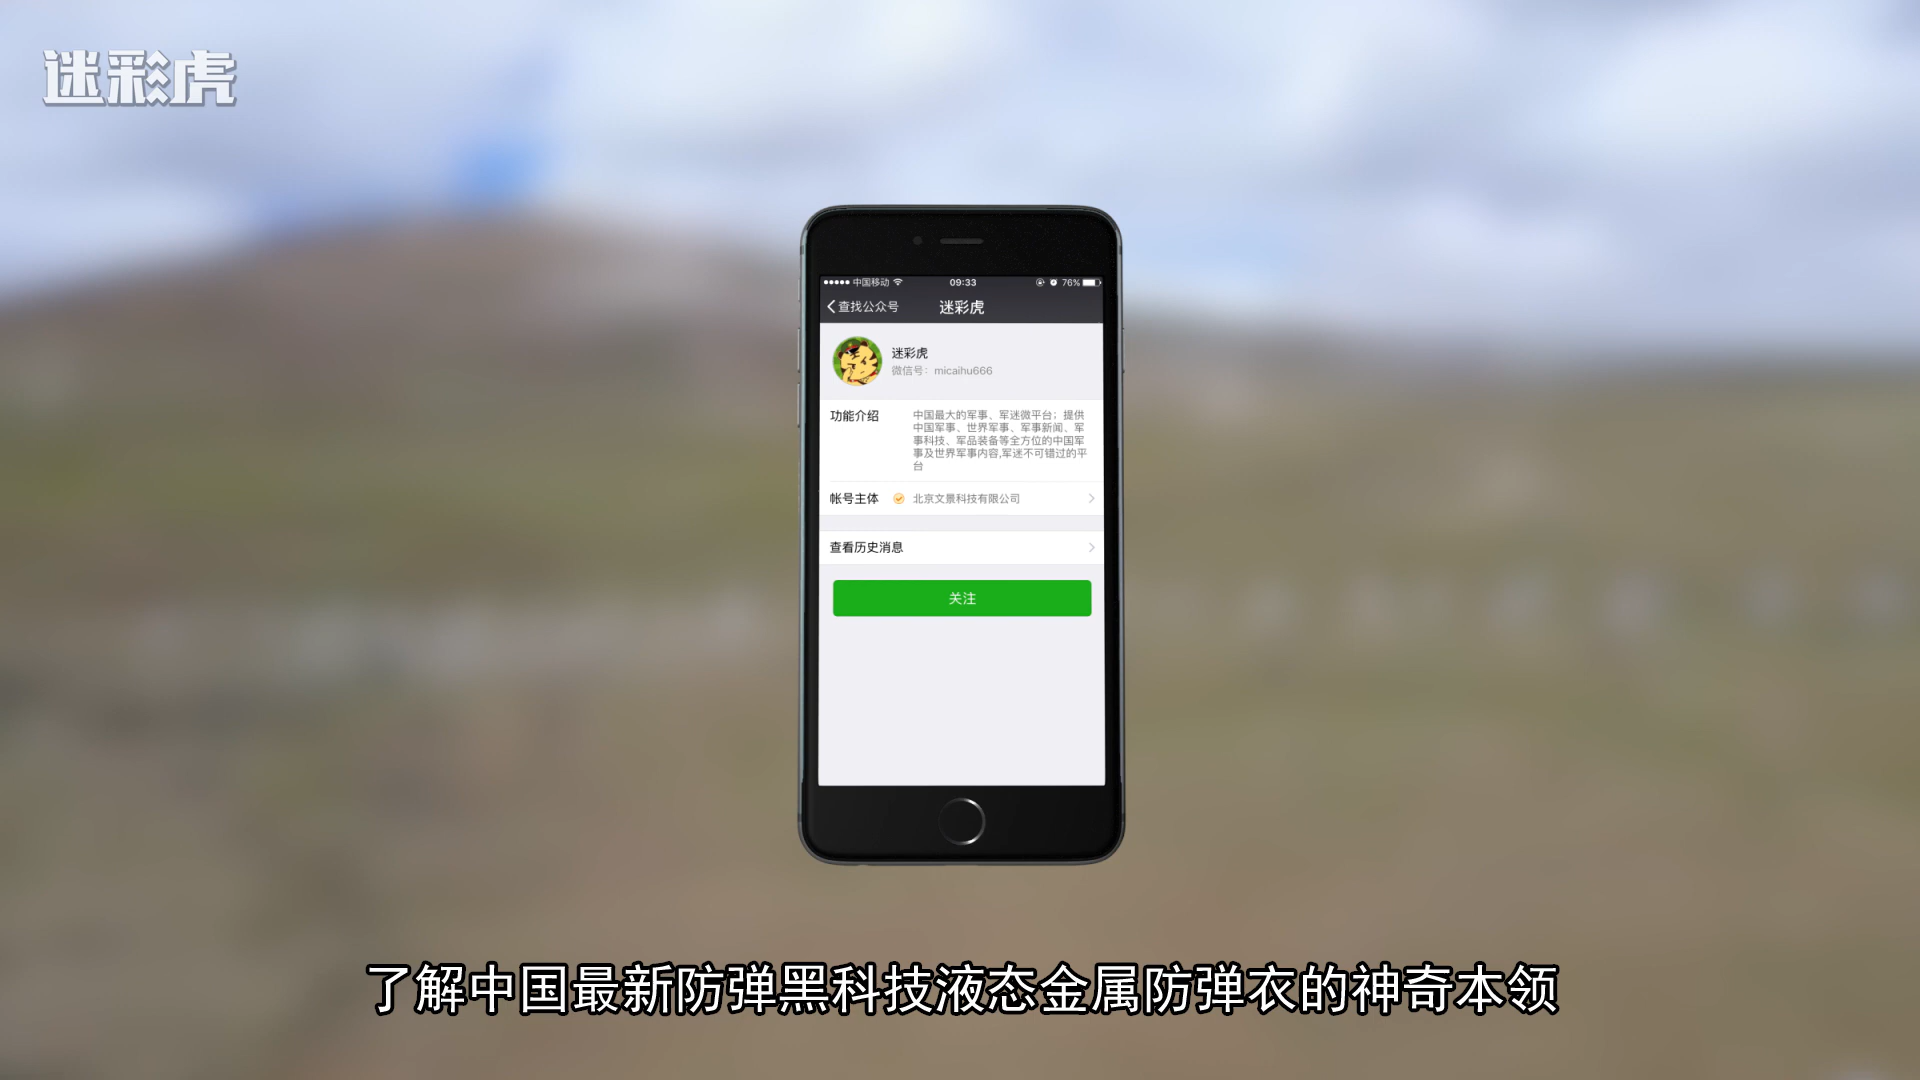 迷彩虎
中国移动 09:33 76%
查找公众号 迷彩虎
迷彩虎
微信号：micaihu666
功能介绍
中国最大的军事、军迷微平台；提供
中国军事、世界军事、军事新闻、军
事科技、军品装备等全方位的中国军
事及世界军事内容,军迷不可错过的平
台
帐号主体 北京文景科技有限公司
查看历史消息
关注
了解中国最新防弹黑科技液态金属防弹衣的神奇本领